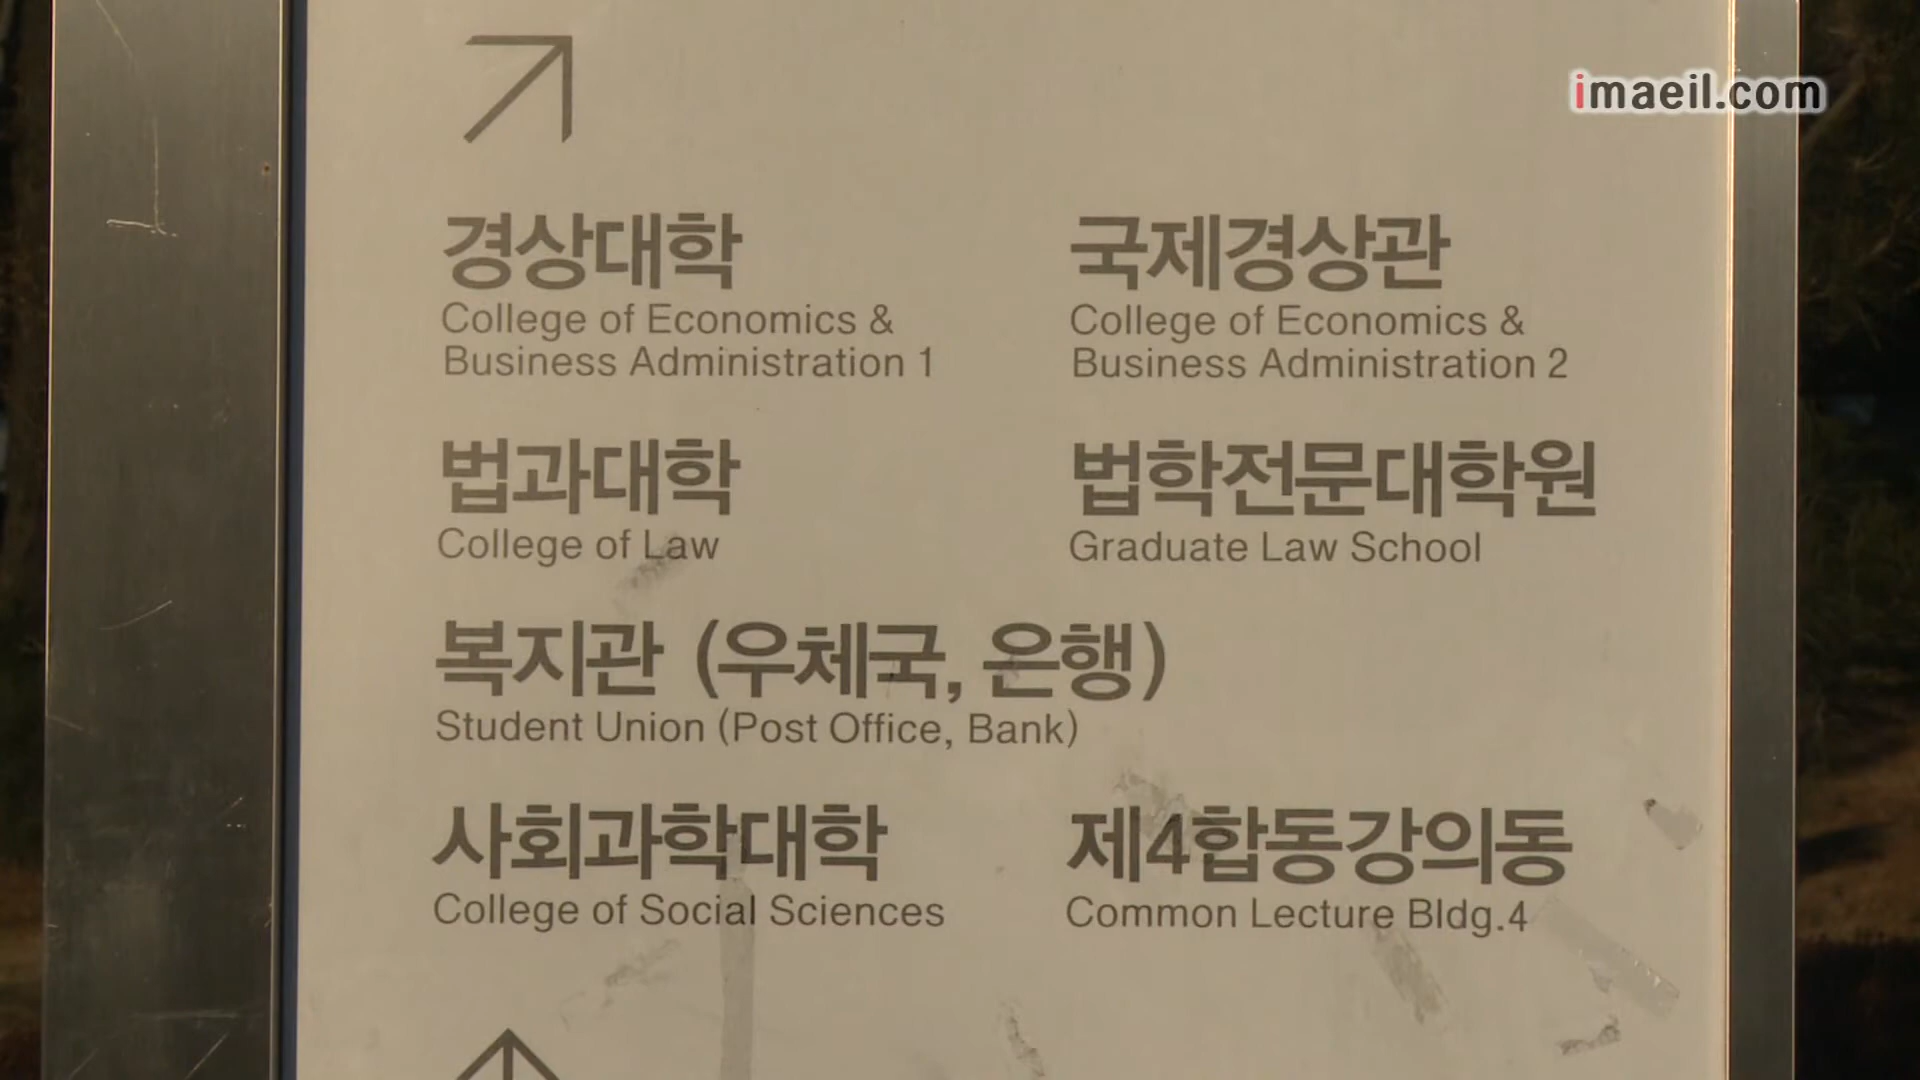 imaeil.com
경상대학 국제경상관
College of Economics & College of Economics &
Business Administration 1 Business Administration 2
법과대학 법학전문대학원
College of Law Graduate Law School
복지관 (우체국, 은행)
Student Union (Post Office, Bank)
사회과학대학 제4합동강의동
College of Social Sciences Common Lecture Bldg.4